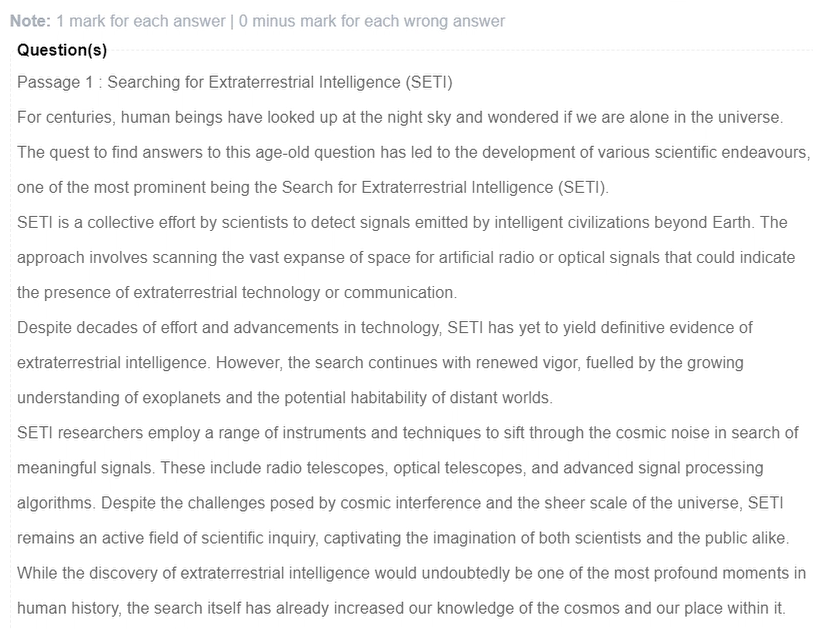 Note: 1 mark for each answer | 0 minus mark for each wrong answer
Question(s)
Passage 1 : Searching for Extraterrestrial Intelligence (SETI)
For centuries, human beings have looked up at the night sky and wondered if we are alone in the universe.
The quest to find answers to this age-old question has led to the development of various scientific endeavours,
one of the most prominent being the Search for Extraterrestrial Intelligence (SETI).
SETI is a collective effort by scientists to detect signals emitted by intelligent civilizations beyond Earth. The
approach involves scanning the vast expanse of space for artificial radio or optical signals that could indicate
the presence of extraterrestrial technology or communication.
Despite decades of effort and advancements in technology, SETI has yet to yield definitive evidence of
extraterrestrial intelligence. However, the search continues with renewed vigor, fuelled by the growing
understanding of exoplanets and the potential habitability of distant worlds.
SETI researchers employ a range of instruments and techniques to sift through the cosmic noise in search of
meaningful signals. These include radio telescopes, optical telescopes, and advanced signal processing
algorithms. Despite the challenges posed by cosmic interference and the sheer scale of the universe, SETI
remains an active field of scientific inquiry, captivating the imagination of both scientists and the public alike.
While the discovery of extraterrestrial intelligence would undoubtedly be one of the most profound moments in
human history, the search itself has already increased our knowledge of the cosmos and our place within it.